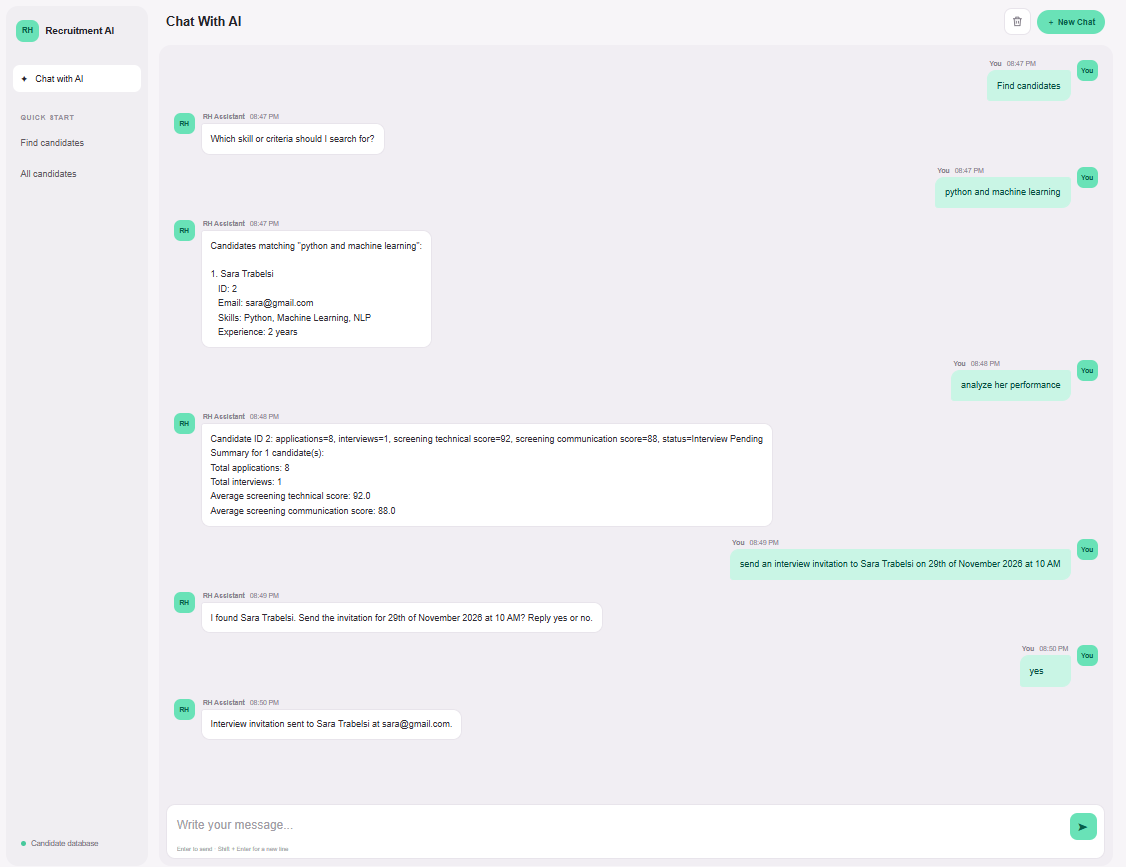 RH Recruitment AI
✦ Chat with AI
QUICK START
Find candidates
All candidates
Candidate database
Chat With AI
+ New Chat
You 08:47 PM
You
Find candidates
RH
RH Assistant 08:47 PM
Which skill or criteria should I search for?
You 08:47 PM
You
python and machine learning
RH
RH Assistant 08:47 PM
Candidates matching "python and machine learning":
1. Sara Trabelsi
ID: 2
Email: sara@gmail.com
Skills: Python, Machine Learning, NLP
Experience: 2 years
You 08:48 PM
You
analyze her performance
RH
RH Assistant 08:48 PM
Candidate ID 2: applications=8, interviews=1, screening technical score=92, screening communication score=88, status=Interview Pending
Summary for 1 candidate(s):
Total applications: 8
Total interviews: 1
Average screening technical score: 92.0
Average screening communication score: 88.0
You 08:49 PM
You
send an interview invitation to Sara Trabelsi on 29th of November 2026 at 10 AM
RH
RH Assistant 08:49 PM
I found Sara Trabelsi. Send the invitation for 29th of November 2026 at 10 AM? Reply yes or no.
You 08:50 PM
You
yes
RH
RH Assistant 08:50 PM
Interview invitation sent to Sara Trabelsi at sara@gmail.com.
Write your message...
Enter to send · Shift + Enter for a new line